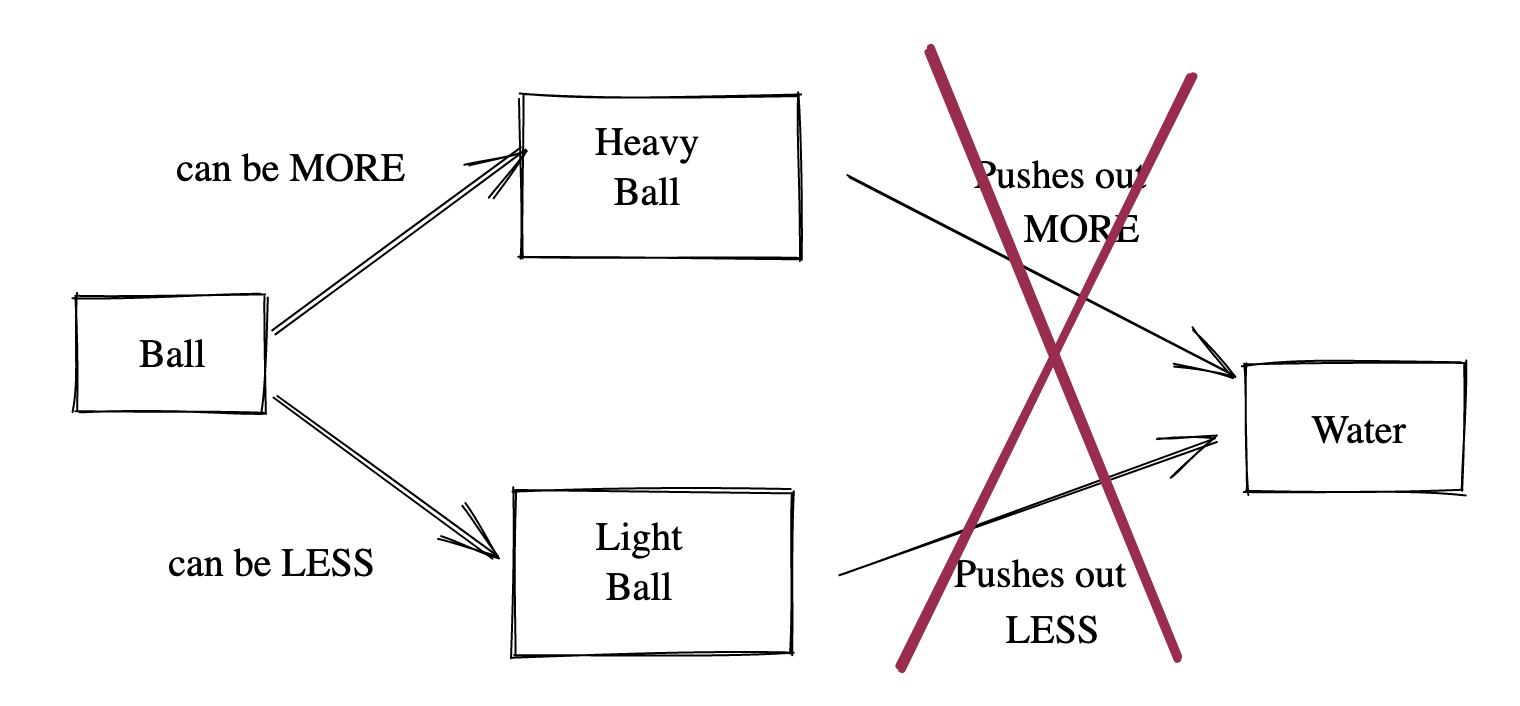 can be MORE
Heavy
Ball
Pushes out
MORE
Ball
Water
can be LESS
Light
Ball
Pushes out
LESS